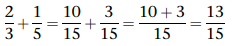 2/3 + 1/5 = 10/15 + 3/15 = (10 + 3)/15 = 13/15